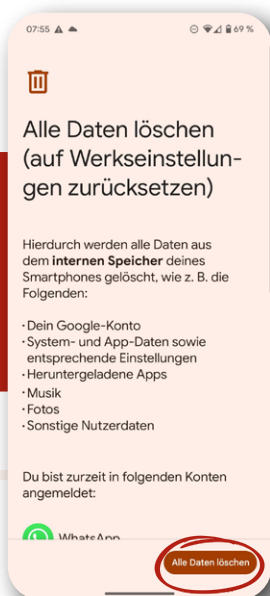 07:55 69 %
Alle Daten löschen
(auf Werkseinstellun-
gen zurücksetzen)
Hierdurch werden alle Daten aus
dem internen Speicher deines
Smartphones gelöscht, wie z. B. die
Folgenden:
· Dein Google-Konto
· System- und App-Daten sowie
entsprechende Einstellungen
· Heruntergeladene Apps
· Musik
· Fotos
· Sonstige Nutzerdaten
Du bist zurzeit in folgenden Konten
angemeldet:
WhatsApp
Alle Daten löschen